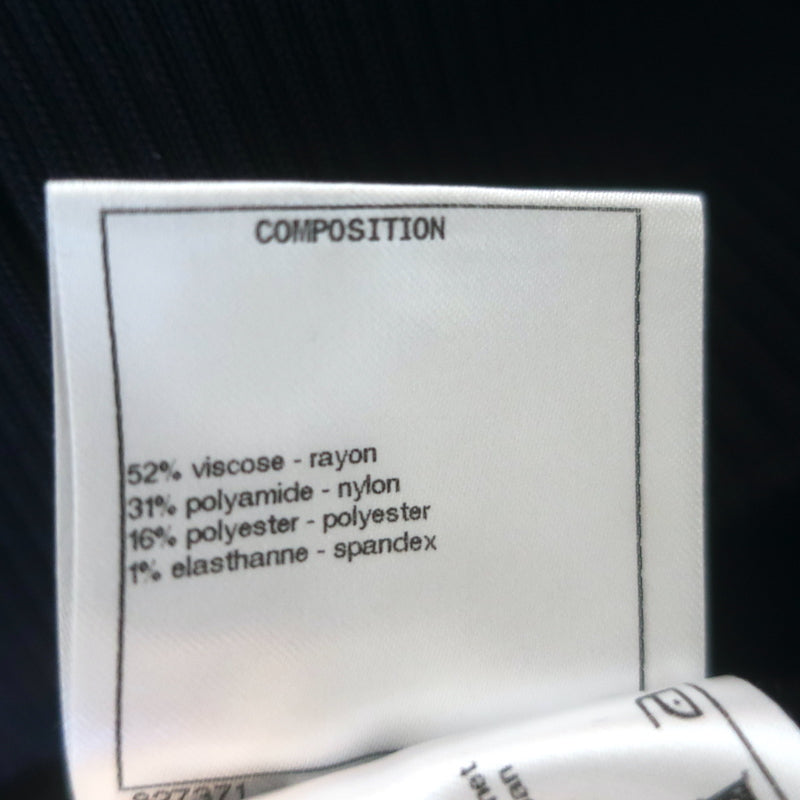 COMPOSITION
52% viscose - rayon
31% polyamide - nylon
16% polyester - polyester
1% elasthanne - spandex